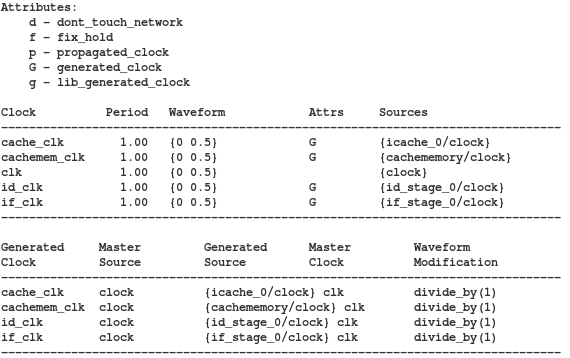 Attributes:
d - dont_touch_network
f - fix_hold
p - propagated_clock
G - generated_clock
g - lib_generated_clock
Clock Period Waveform Attrs Sources
--------------------------------------------------------------------------------
cache_clk 1.00 {0 0.5} G {icache_0/clock}
cachemem_clk 1.00 {0 0.5} G {cachememory/clock}
clk 1.00 {0 0.5} {clock}
id_clk 1.00 {0 0.5} G {id_stage_0/clock}
if_clk 1.00 {0 0.5} G {if_stage_0/clock}
--------------------------------------------------------------------------------
Generated Master Generated Master Waveform
Clock Source Source Clock Modification
--------------------------------------------------------------------------------
cache_clk clock {icache_0/clock} clk divide_by(1)
cachemem_clk clock {cachememory/clock} clk divide_by(1)
id_clk clock {id_stage_0/clock} clk divide_by(1)
if_clk clock {if_stage_0/clock} clk divide_by(1)
--------------------------------------------------------------------------------